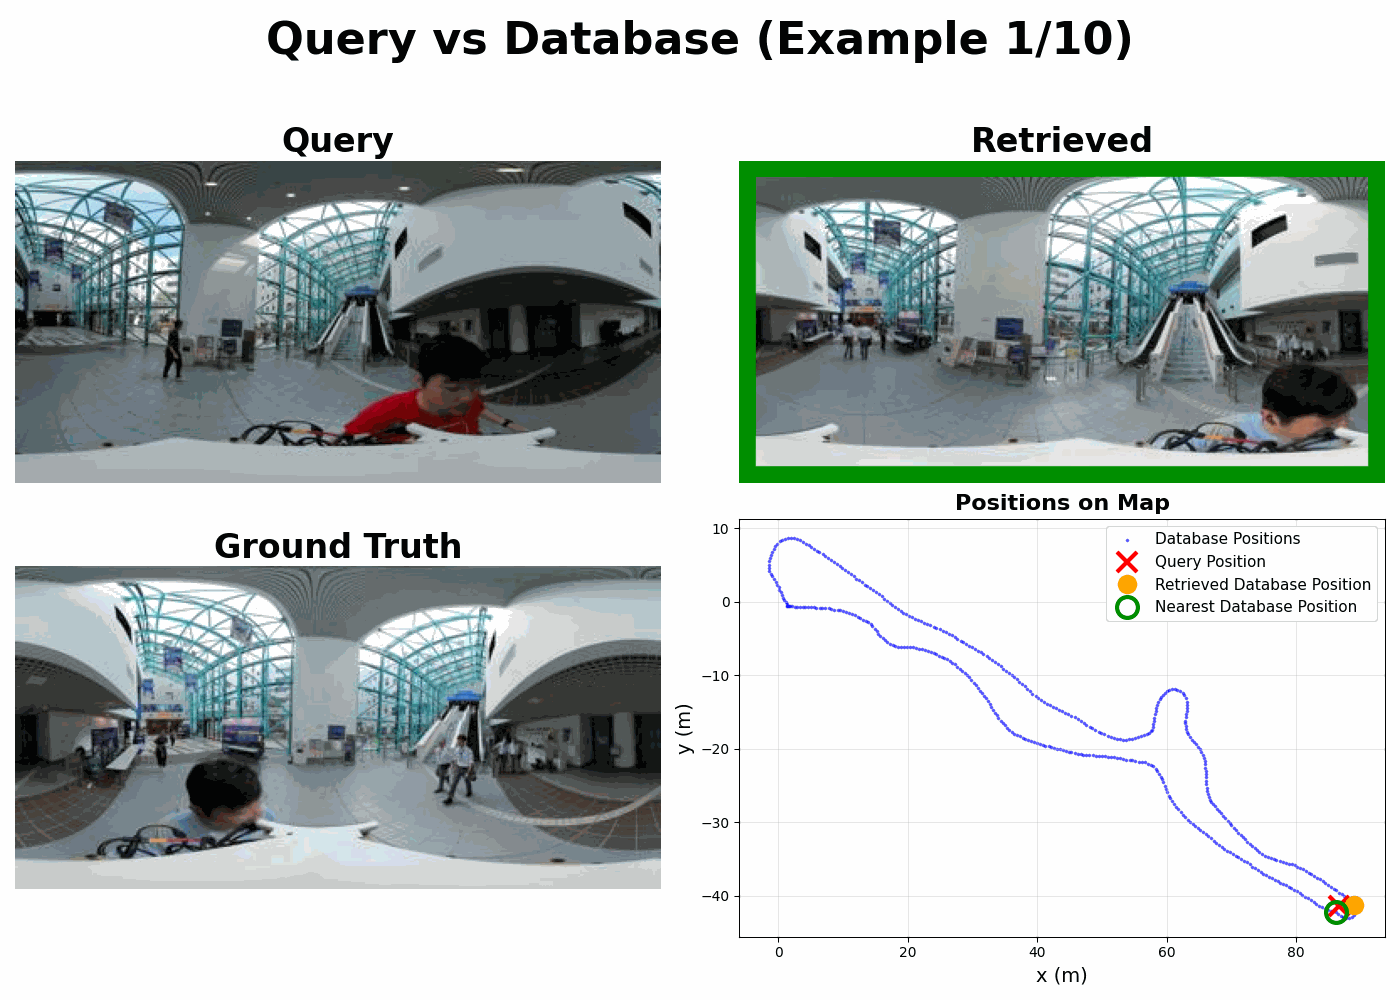 Query vs Database (Example 1/10)
Query
Retrieved
Ground Truth
Positions on Map
Database Positions
Query Position
Retrieved Database Position
Nearest Database Position
y (m)
10
0
−10
−20
−30
−40
0
20
40
60
80
x (m)